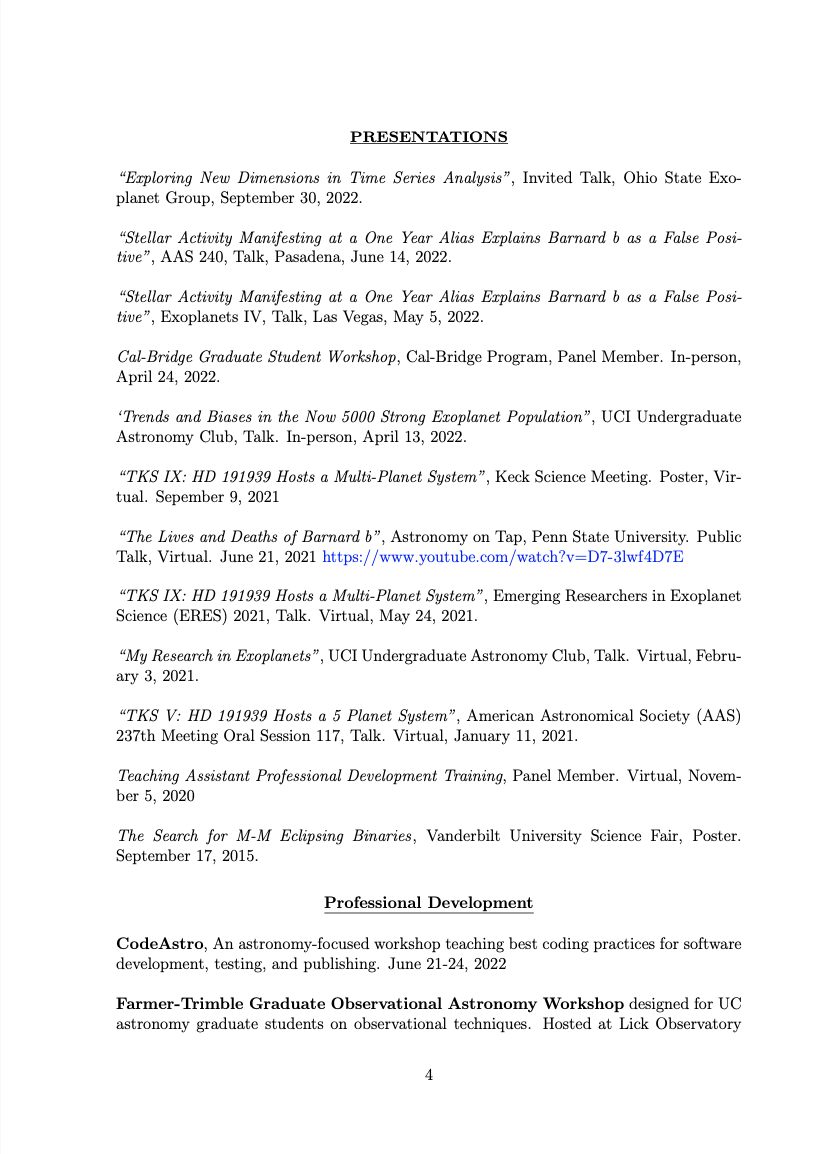 PRESENTATIONS
“Exploring New Dimensions in Time Series Analysis”, Invited Talk, Ohio State Exo-
planet Group, September 30, 2022.
“Stellar Activity Manifesting at a One Year Alias Explains Barnard b as a False Posi-
tive”, AAS 240, Talk, Pasadena, June 14, 2022.
“Stellar Activity Manifesting at a One Year Alias Explains Barnard b as a False Posi-
tive”, Exoplanets IV, Talk, Las Vegas, May 5, 2022.
Cal-Bridge Graduate Student Workshop, Cal-Bridge Program, Panel Member. In-person,
April 24, 2022.
‘Trends and Biases in the Now 5000 Strong Exoplanet Population”, UCI Undergraduate
Astronomy Club, Talk. In-person, April 13, 2022.
“TKS IX: HD 191939 Hosts a Multi-Planet System”, Keck Science Meeting. Poster, Vir-
tual. Sepember 9, 2021
“The Lives and Deaths of Barnard b”, Astronomy on Tap, Penn State University. Public
Talk, Virtual. June 21, 2021 https://www.youtube.com/watch?v=D7-3lwf4D7E
“TKS IX: HD 191939 Hosts a Multi-Planet System”, Emerging Researchers in Exoplanet
Science (ERES) 2021, Talk. Virtual, May 24, 2021.
“My Research in Exoplanets”, UCI Undergraduate Astronomy Club, Talk. Virtual, Febru-
ary 3, 2021.
“TKS V: HD 191939 Hosts a 5 Planet System”, American Astronomical Society (AAS)
237th Meeting Oral Session 117, Talk. Virtual, January 11, 2021.
Teaching Assistant Professional Development Training, Panel Member. Virtual, Novem-
ber 5, 2020
The Search for M-M Eclipsing Binaries, Vanderbilt University Science Fair, Poster.
September 17, 2015.
Professional Development
CodeAstro, An astronomy-focused workshop teaching best coding practices for software
development, testing, and publishing. June 21-24, 2022
Farmer-Trimble Graduate Observational Astronomy Workshop designed for UC
astronomy graduate students on observational techniques. Hosted at Lick Observatory
4